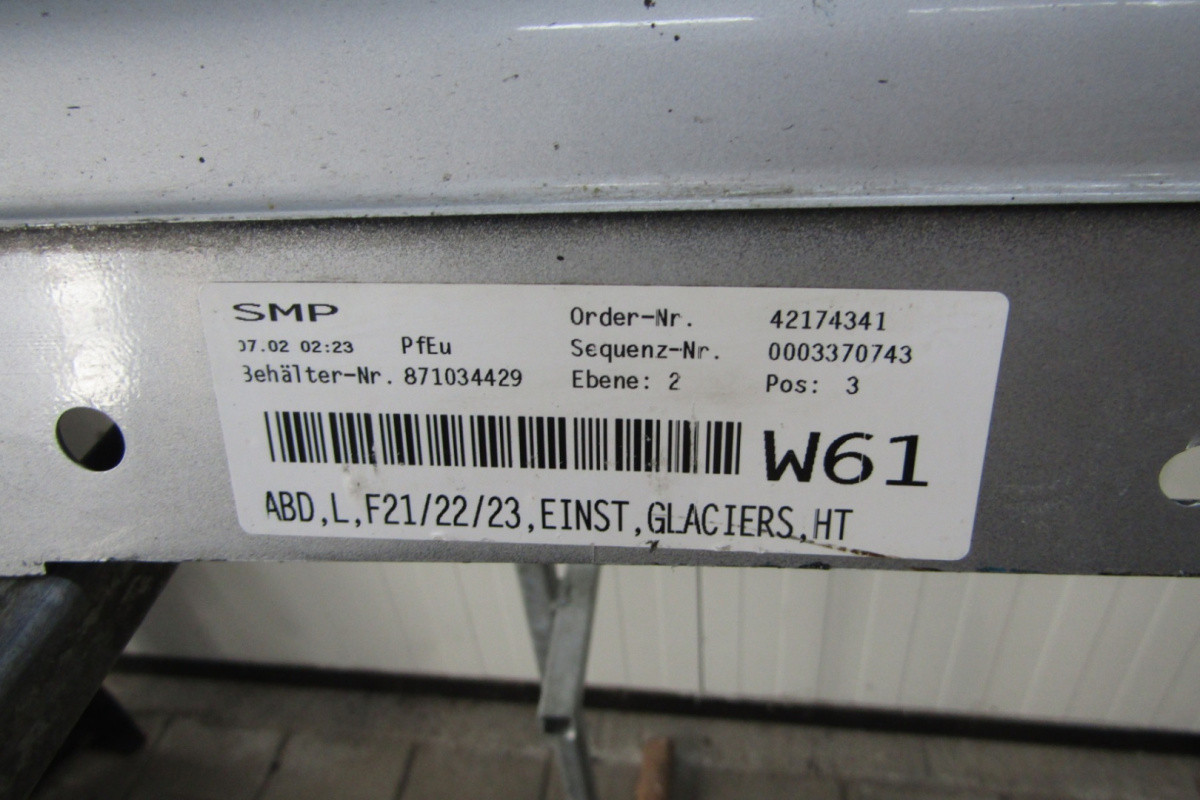 SMP
07.02 02:23 PfEu
Behälter-Nr. 871034429
Order-Nr. 42174341
Sequenz-Nr. 0003370743
Ebene: 2 Pos: 3
W61
ABD,L,F21/22/23,EINST,GLACIERS,HT